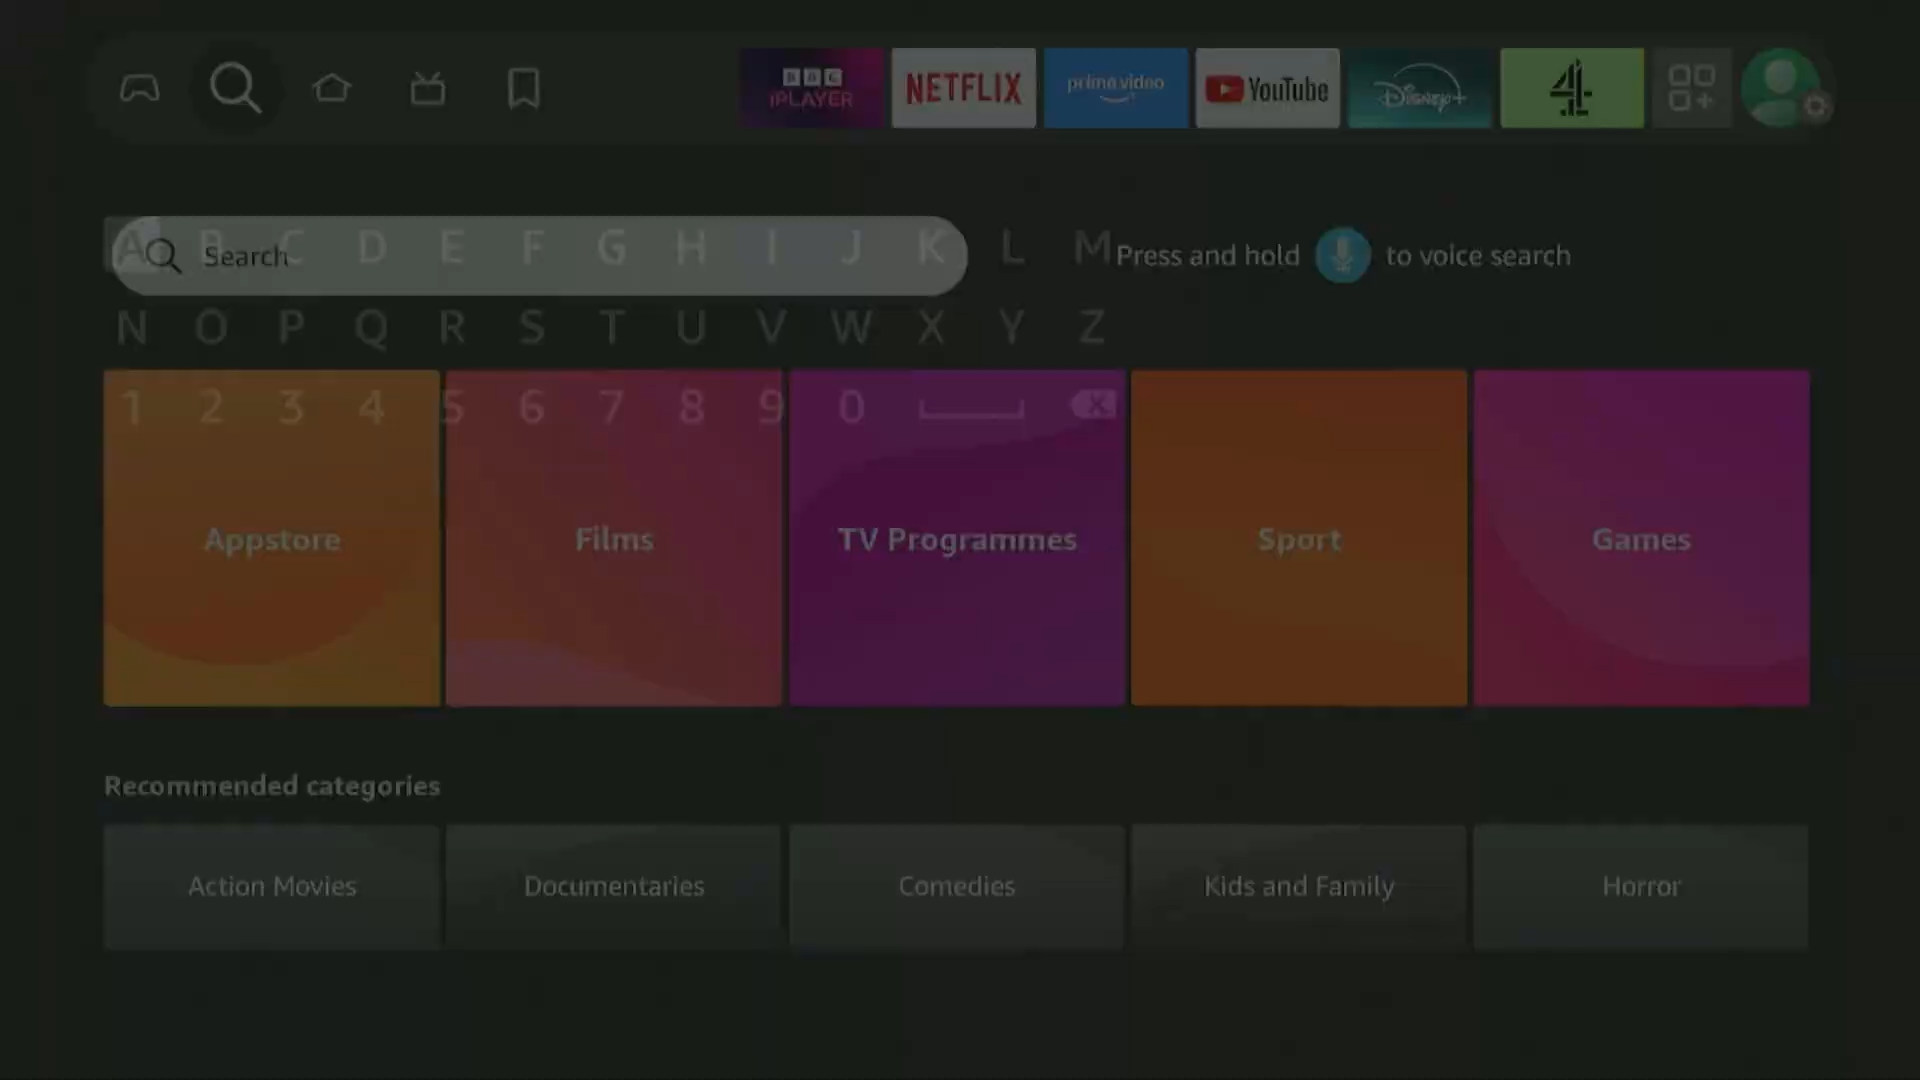 BBC iPLAYER NETFLIX prime video YouTube Disney+ 4
A B C D E F G H I J K L M
Search
Press and hold to voice search
N O P Q R S T U V W X Y Z
1 2 3 4 5 6 7 8 9 0
Appstore Films TV Programmes Sport Games
Recommended categories
Action Movies Documentaries Comedies Kids and Family Horror